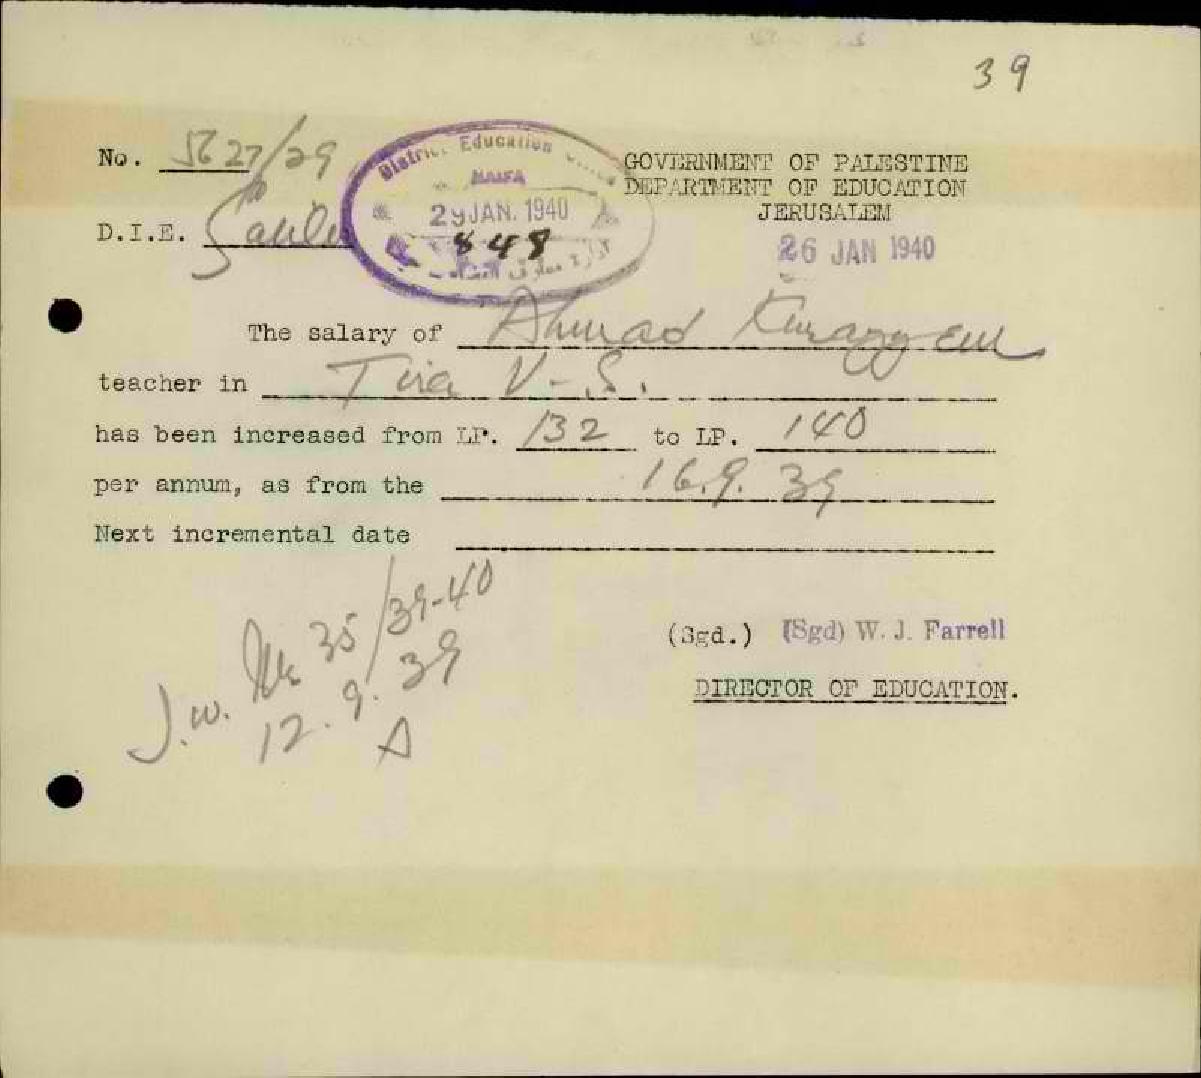 39
No. 5627/29
GOVERNMENT OF PALESTINE
DEPARTMENT OF EDUCATION
JERUSALEM
26 JAN 1940
D.I.E.
District Education
HAIFA
29 JAN. 1940
848
The salary of Ahmad
teacher in Tira V-S.
has been increased from LP. 132 to LP. 140
per annum, as from the 16.9.39
Next incremental date
J.w. 35/39-40
12.9.39
(Sgd.) (Sgd) W. J. Farrell
DIRECTOR OF EDUCATION.